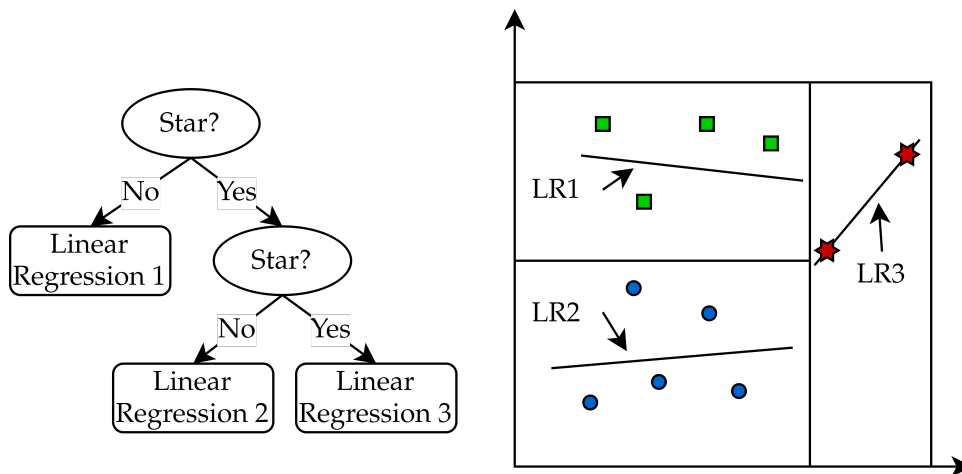 Star?
No
Yes
Linear
Regression 1
Star?
No
Yes
Linear
Regression 2
Linear
Regression 3
LR1
LR2
LR3